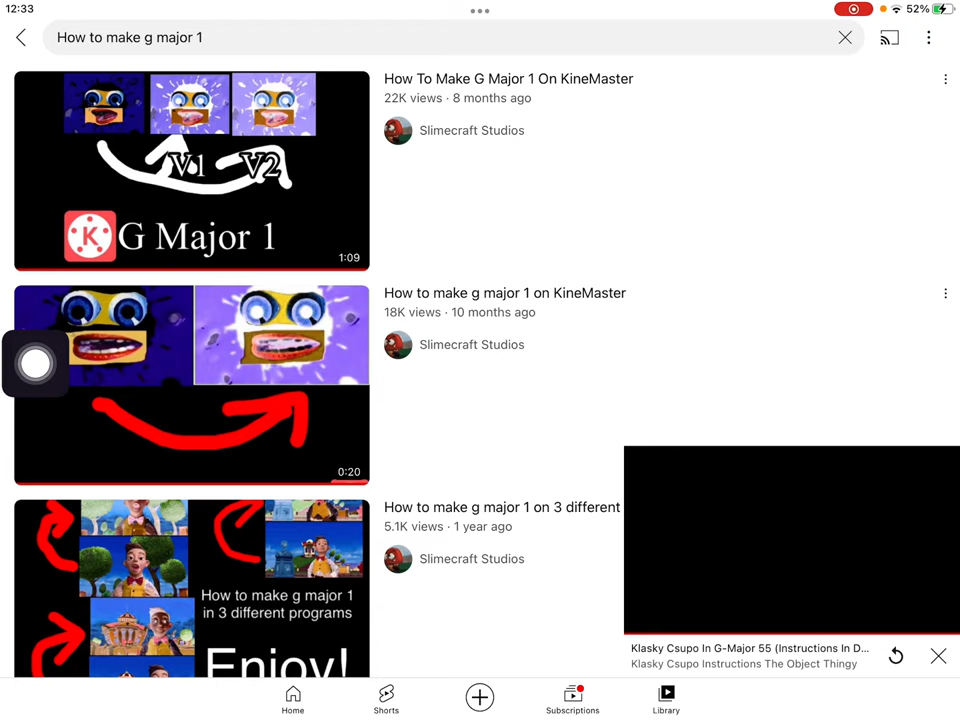 12:33
52%
How to make g major 1
V1
V2
K
G Major 1
1:09
How To Make G Major 1 On KineMaster
22K views · 8 months ago
Slimecraft Studios
0:20
How to make g major 1 on KineMaster
18K views · 10 months ago
Slimecraft Studios
How to make g major 1
in 3 different programs
Enjoy!
How to make g major 1 on 3 different
5.1K views · 1 year ago
Slimecraft Studios
Klasky Csupo In G-Major 55 (Instructions In D...
Klasky Csupo Instructions The Object Thingy
Home
Shorts
Subscriptions
Library